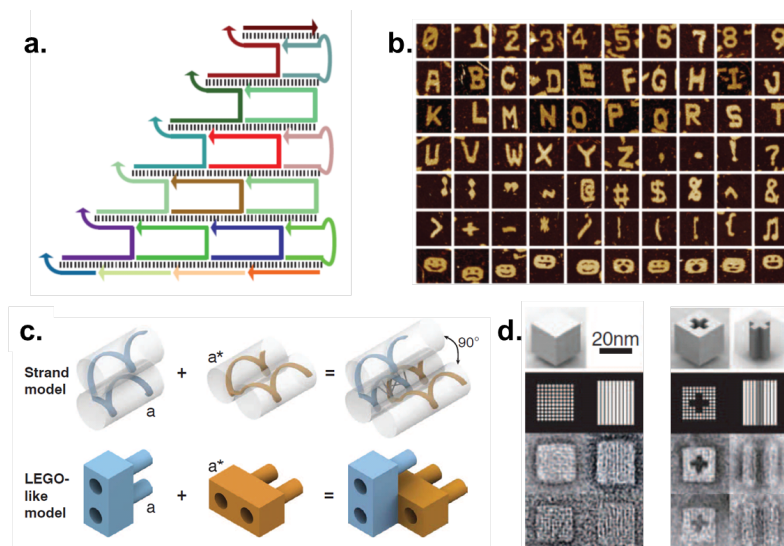 a.
b.
0 1 2 3 4 5 6 7 8 9
A B C D E F G H I J
K L M N O P Q R S T
U V W X Y Z , . ! ?
” ~ @ # $ % ^ &
> + - * / | ( [ { ♫
c.
Strand model
a
+
a*
=
90°
LEGO-like model
a
+
a*
=
d.
20nm